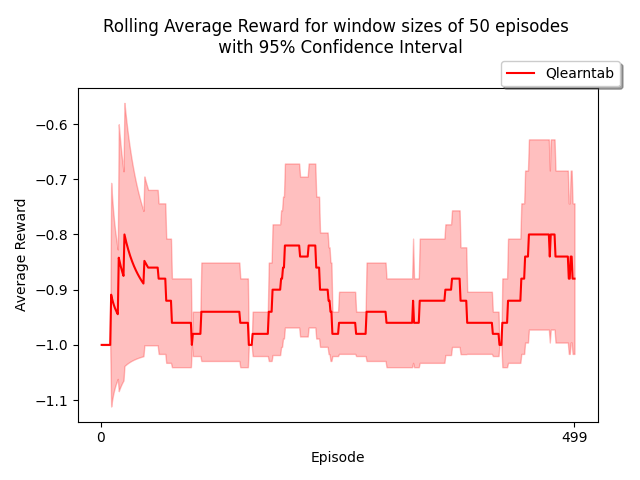 Rolling Average Reward for window sizes of 50 episodes
with 95% Confidence Interval
Qlearntab
−0.6
−0.7
−0.8
−0.9
−1.0
−1.1
Average Reward
0
499
Episode